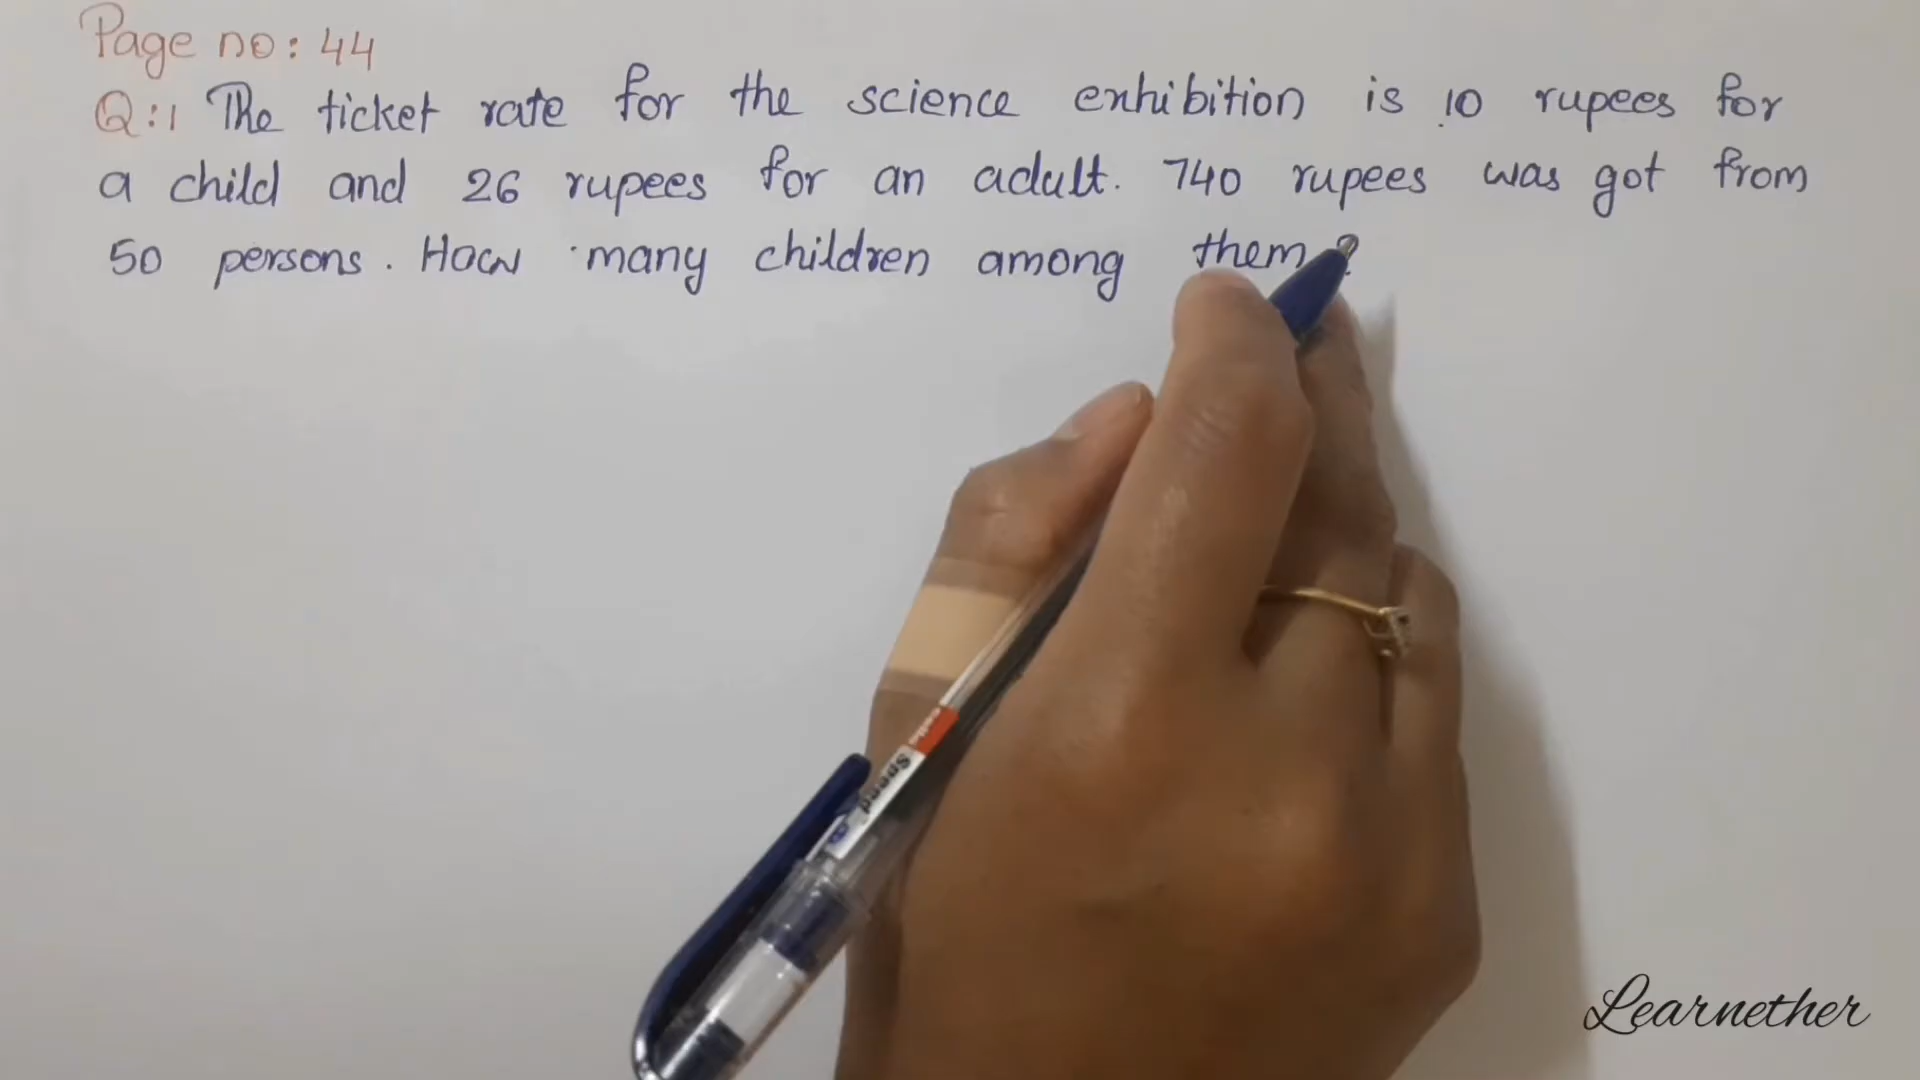 Page no: 44
Q:1 The ticket rate for the science exhibition is 10 rupees for
a child and 26 rupees for an adult. 740 rupees was got from
50 persons. How many children among them?
cello
Speed
Learnether